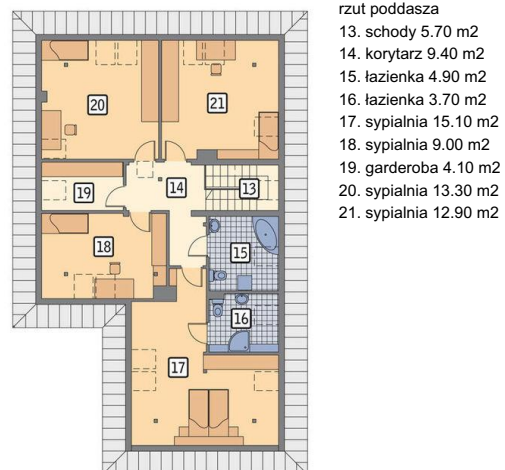 rzut poddasza
13. schody 5.70 m2
14. korytarz 9.40 m2
15. łazienka 4.90 m2
16. łazienka 3.70 m2
17. sypialnia 15.10 m2
18. sypialnia 9.00 m2
19. garderoba 4.10 m2
20. sypialnia 13.30 m2
21. sypialnia 12.90 m2
20
21
19
14
13
18
15
16
17